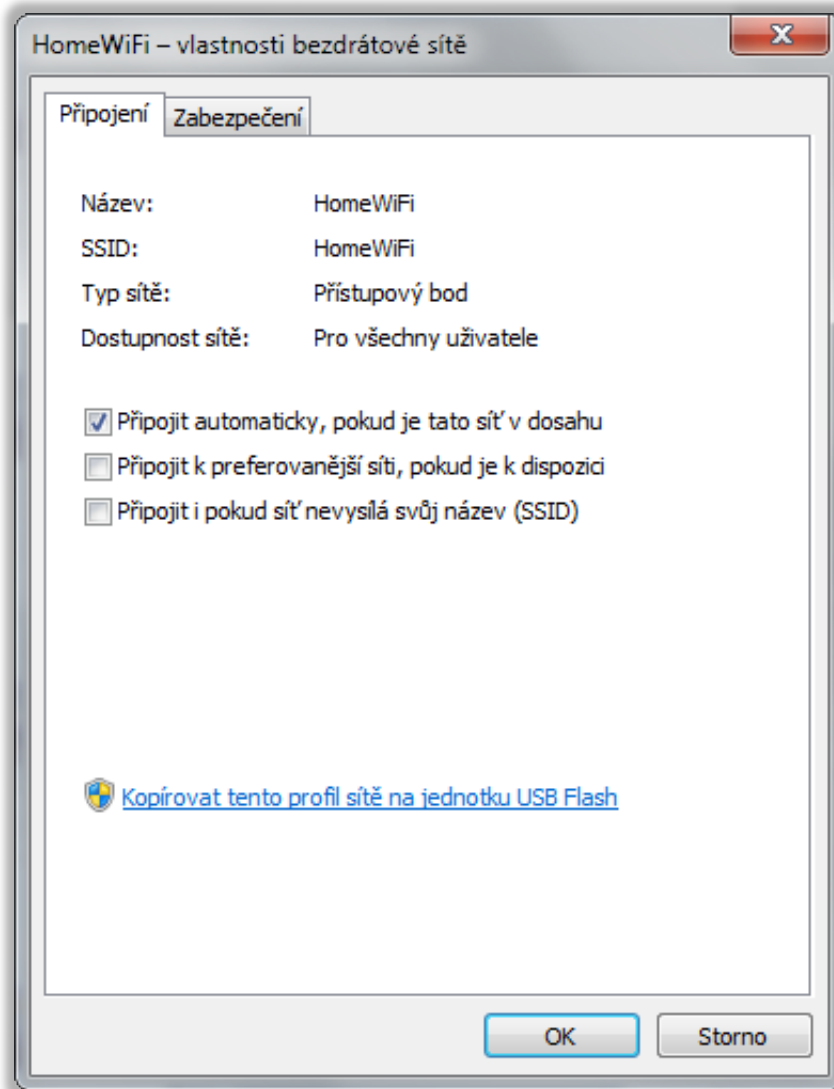 HomeWiFi – vlastnosti bezdrátové sítě
Připojení Zabezpečení
Název: HomeWiFi
SSID: HomeWiFi
Typ sítě: Přístupový bod
Dostupnost sítě: Pro všechny uživatele
Připojit automaticky, pokud je tato síť v dosahu
Připojit k preferovanější síti, pokud je k dispozici
Připojit i pokud síť nevysílá svůj název (SSID)
Kopírovat tento profil sítě na jednotku USB Flash
OK Storno